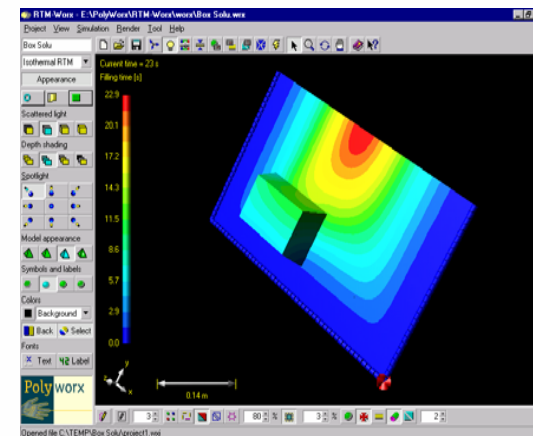 RTM-Worx - E:\PolyWorx\RTM-Worx\worx\Box Solu.wrx
Project View Simulation Render Tool Help
Box Solu
Isothermal RTM
Appearance
Scattered light
Depth shading
Spotlight
Model appearance
Symbols and labels
Colors
Background
Back Select
Fonts
Text 42 Label
Polyworx
Current time = 23 s
Filling time [s]
22.9
20.1
17.2
14.3
11.5
8.6
5.7
2.9
0.0
y
z
x
0.14 m
3 80 % 3 % 2
Opened file C:\TEMP\Box Solu\project1.wxi